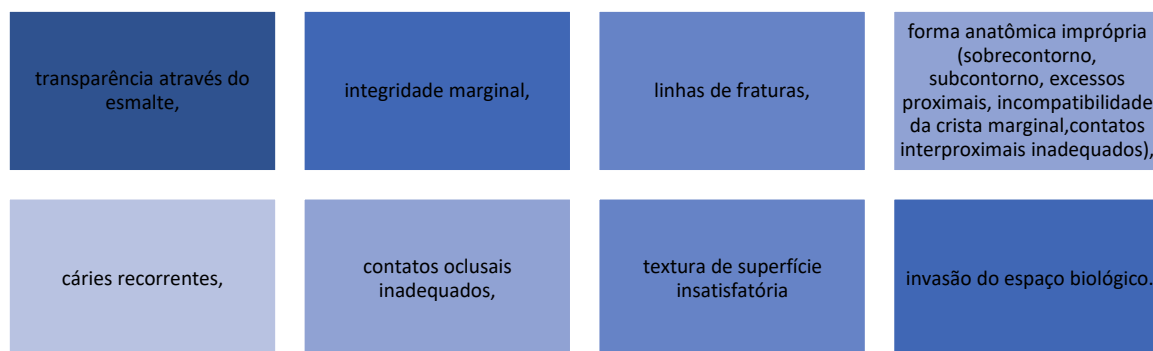 transparência através do
esmalte,
integridade marginal,
linhas de fraturas,
forma anatômica imprópria
(sobrecontorno,
subcontorno, excessos
proximais, incompatibilidade
da crista marginal,contatos
interproximais inadequados),
cáries recorrentes,
contatos oclusais
inadequados,
textura de superfície
insatisfatória
invasão do espaço biológico.